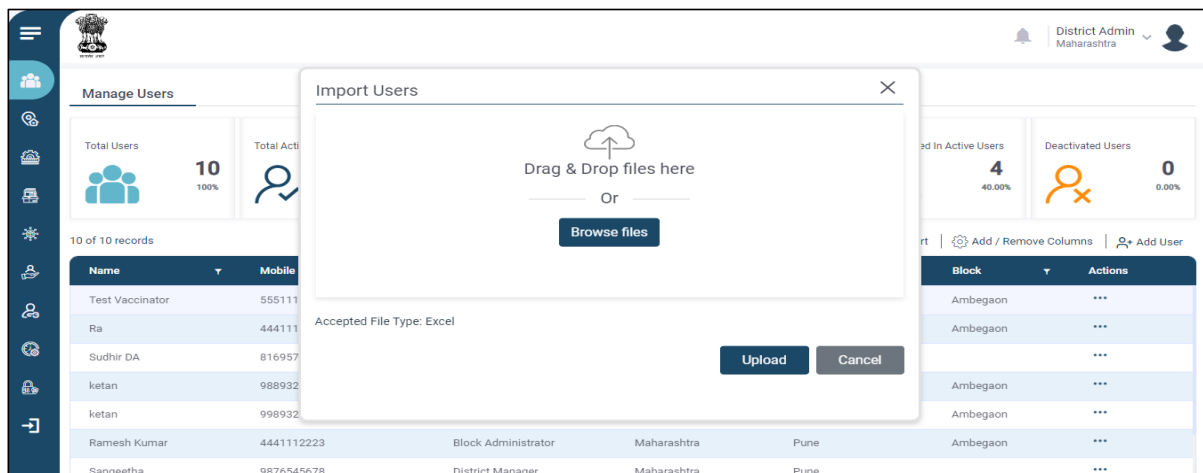 District Admin
Maharashtra
Manage Users
Import Users
Total Users
10
100%
Total Acti
Drag & Drop files here
Or
Browse files
ed In Active Users
4
40.00%
Deactivated Users
0
0.00%
10 of 10 records
rt
Add / Remove Columns
Add User
Name Mobile Block Actions
Test Vaccinator 555111 Ambegaon
Ra 444111 Ambegaon
Accepted File Type: Excel
Sudhir DA 816957
Upload Cancel
ketan 988932 Ambegaon
ketan 998932 Ambegaon
Ramesh Kumar 4441112223 Block Administrator Maharashtra Pune Ambegaon
Sangeetha 9876545678 District Manager Maharashtra Pune